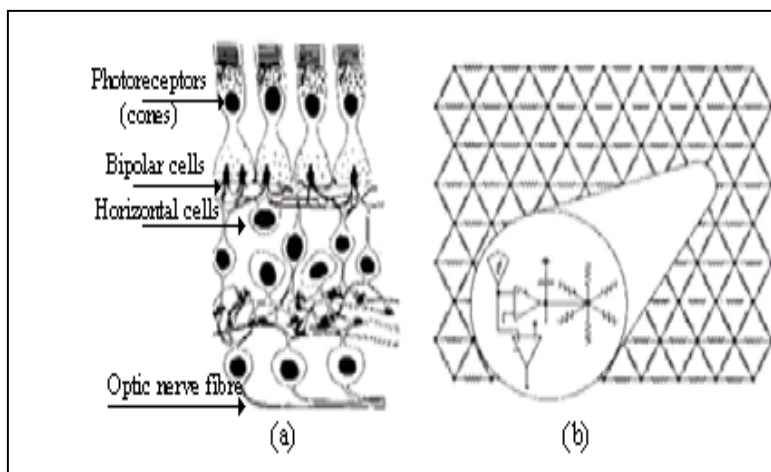 Photoreceptors
(cones)
Bipolar cells
Horizontal cells
Optic nerve fibre
(a)
(b)